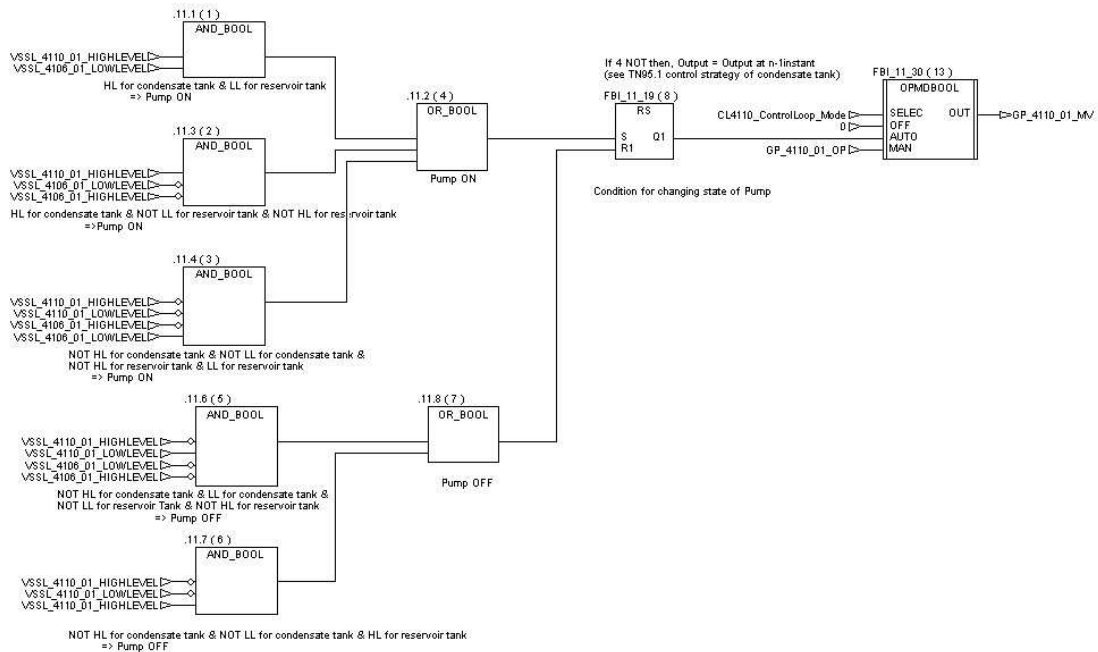 .11.1 ( 1 )
AND_BOOL
VSSL_4110_01_HIGHLEVEL
VSSL_4106_01_LOWLEVEL
HL for condensate tank & LL for reservoir tank
=> Pump ON
.11.3 ( 2 )
AND_BOOL
VSSL_4110_01_HIGHLEVEL
VSSL_4106_01_LOWLEVEL
VSSL_4106_01_HIGHLEVEL
HL for condensate tank & NOT LL for reservoir tank & NOT HL for reservoir tank
=>Pump ON
.11.4 ( 3 )
AND_BOOL
VSSL_4110_01_HIGHLEVEL
VSSL_4110_01_LOWLEVEL
VSSL_4106_01_HIGHLEVEL
VSSL_4106_01_LOWLEVEL
NOT HL for condensate tank & NOT LL for condensate tank &
NOT HL for reservoir tank & LL for reservoir tank
=> Pump ON
.11.6 ( 5 )
AND_BOOL
VSSL_4110_01_HIGHLEVEL
VSSL_4110_01_LOWLEVEL
VSSL_4106_01_LOWLEVEL
VSSL_4106_01_HIGHLEVEL
NOT HL for condensate tank & LL for condensate tank &
NOT LL for reservoir Tank & NOT HL for reservoir tank
=> Pump OFF
.11.7 ( 6 )
AND_BOOL
VSSL_4110_01_HIGHLEVEL
VSSL_4110_01_LOWLEVEL
VSSL_4110_01_HIGHLEVEL
NOT HL for condensate tank & NOT LL for condensate tank & HL for reservoir tank
=> Pump OFF
.11.2 ( 4 )
OR_BOOL
Pump ON
.11.8 ( 7 )
OR_BOOL
Pump OFF
If 4 NOT then, Output = Output at n-1instant
(see TN95.1 control strategy of condensate tank)
FBI_11_19 ( 8 )
RS
S Q1
R1
Condition for changing state of Pump
FBI_11_30 ( 13 )
OPMDBOOL
CL4110_ControlLoop_Mode SELEC OUT GP_4110_01_MV
0 OFF
AUTO
GP_4110_01_OP MAN